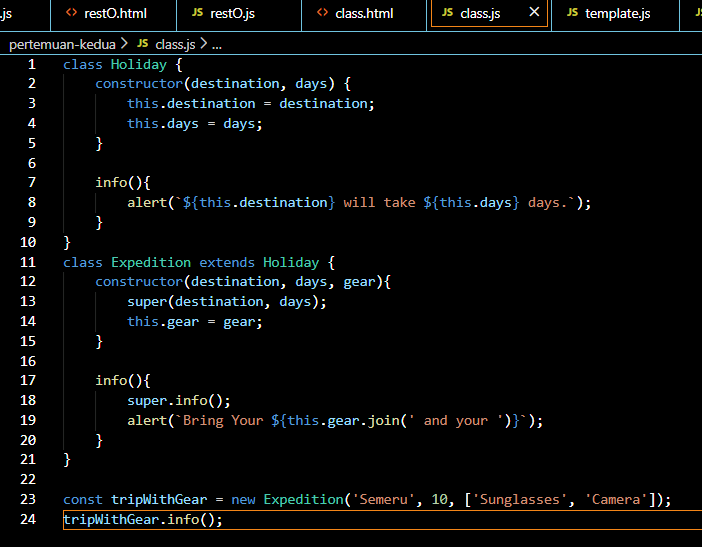 .js
<> restO.html
JS restO.js
<> class.html
JS class.js ×
JS template.js
pertemuan-kedua > JS class.js > ...
1 class Holiday {
2     constructor(destination, days) {
3         this.destination = destination;
4         this.days = days;
5     }
6
7     info(){
8         alert(`${this.destination} will take ${this.days} days.`);
9     }
10 }
11 class Expedition extends Holiday {
12     constructor(destination, days, gear){
13         super(destination, days);
14         this.gear = gear;
15     }
16
17     info(){
18         super.info();
19         alert(`Bring Your ${this.gear.join(' and your ')}`);
20     }
21 }
22
23 const tripWithGear = new Expedition('Semeru', 10, ['Sunglasses', 'Camera']);
24 tripWithGear.info();